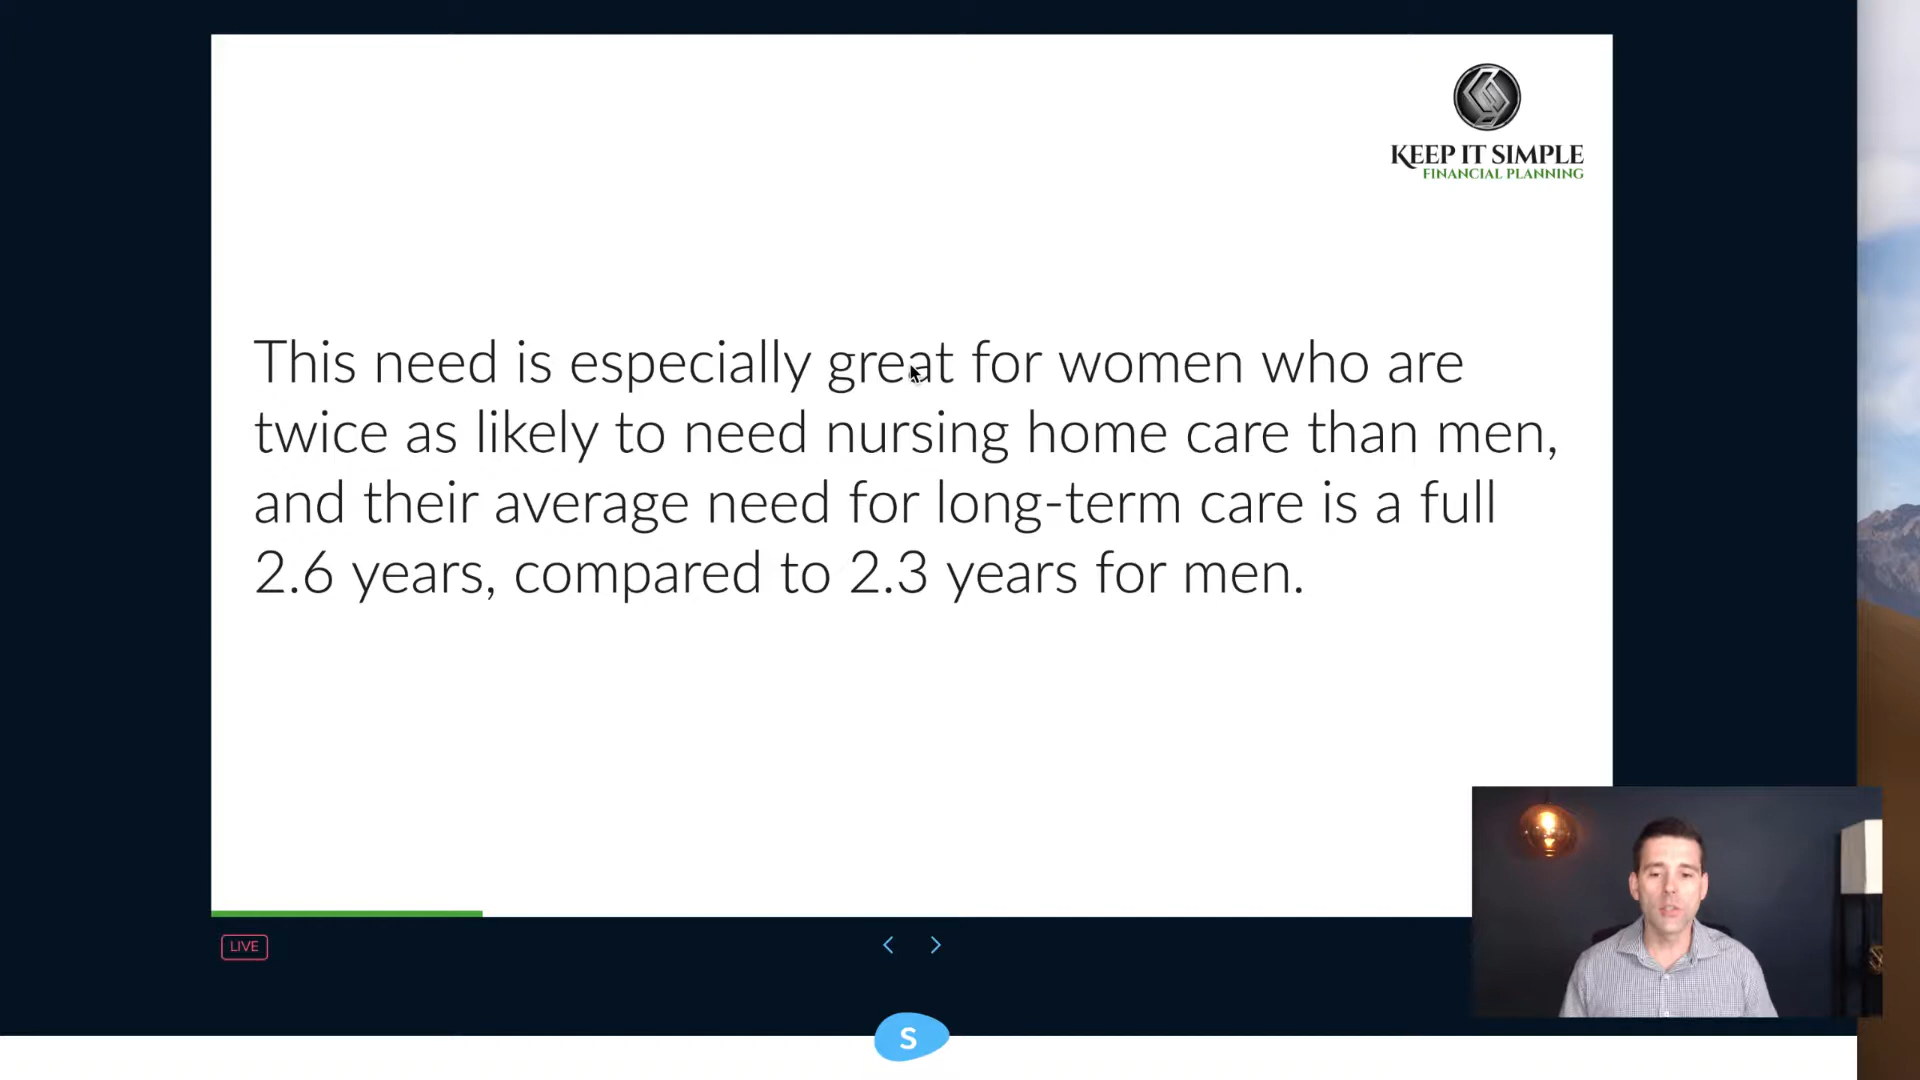 KEEP IT SIMPLE
FINANCIAL PLANNING
This need is especially great for women who are
twice as likely to need nursing home care than men,
and their average need for long-term care is a full
2.6 years, compared to 2.3 years for men.
LIVE
S